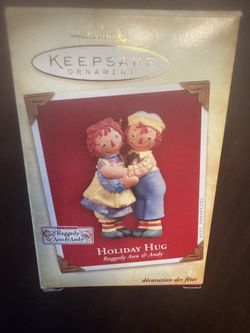 Hallmark
KEEPSAKE
ORNAMENT
Raggedy
Ann & Andy
HOLIDAY HUG
Raggedy Ann & Andy
décoration des fêtes